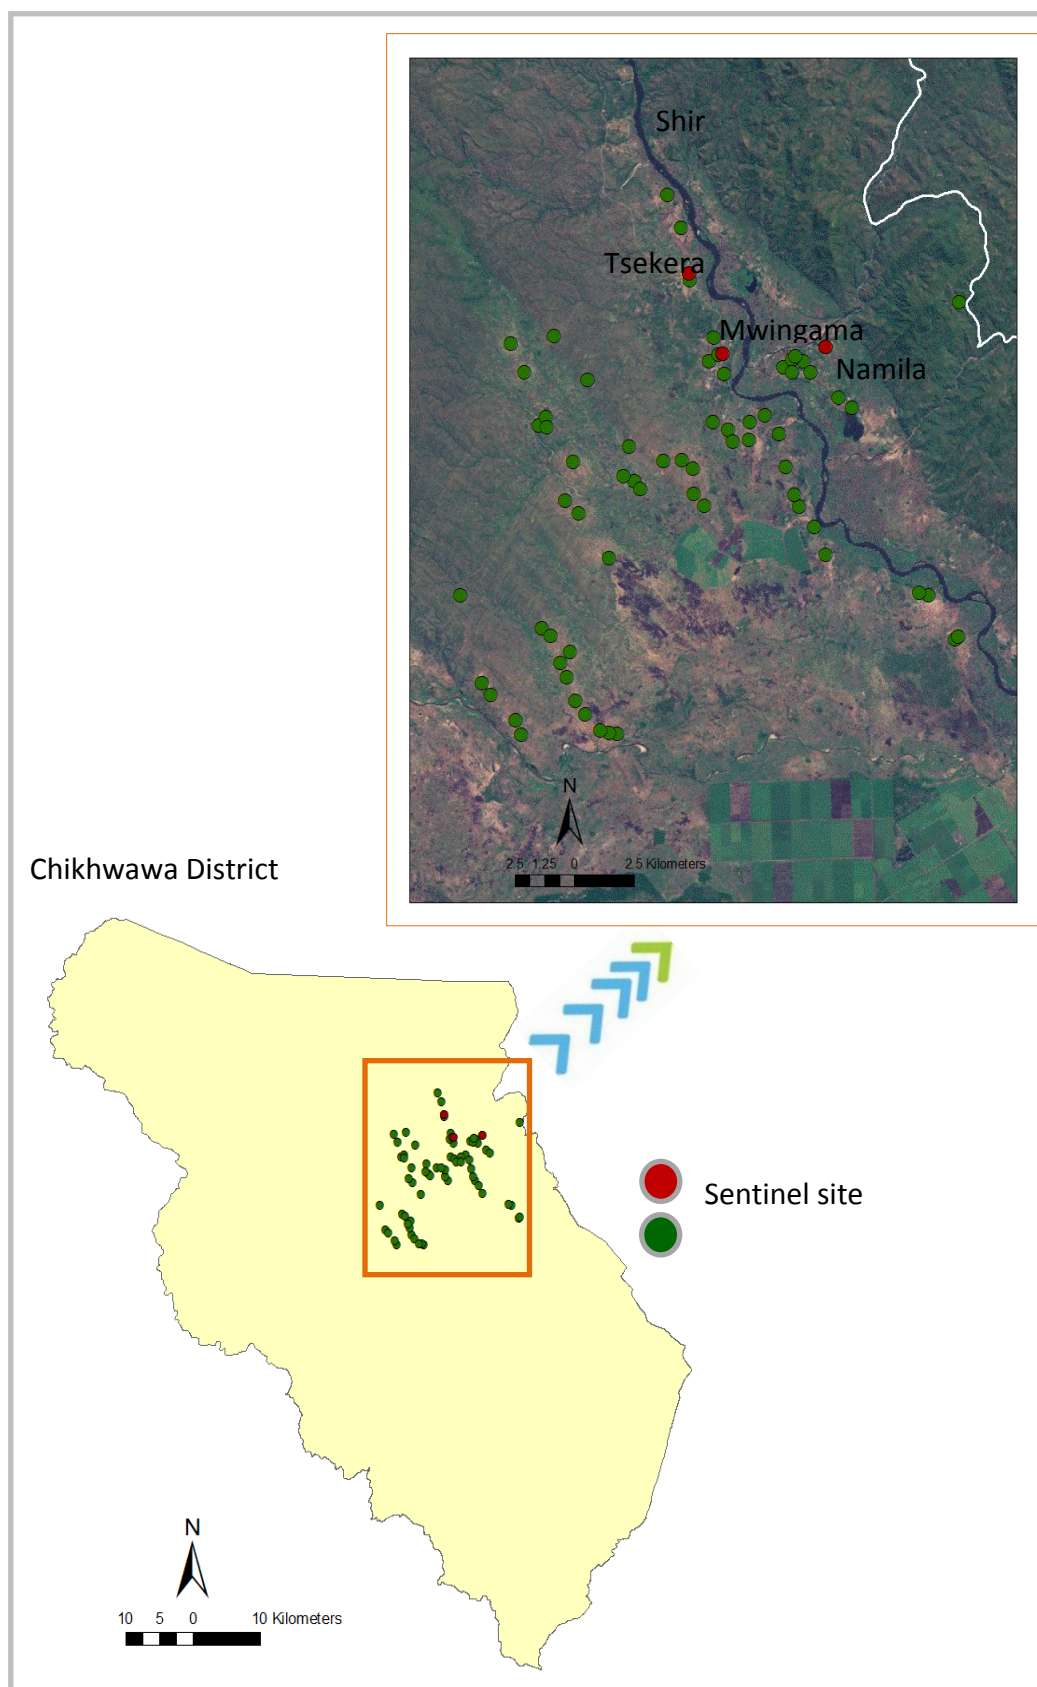 Shir
Tsekera
Mwingama
Namila
N
2.5 1.25 0 2.5 Kilometers
Chikhwawa District
Sentinel site
N
10 5 0 10 Kilometers